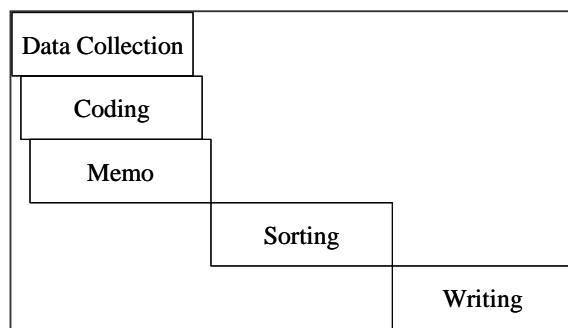 Data Collection
Coding
Memo
Sorting
Writing